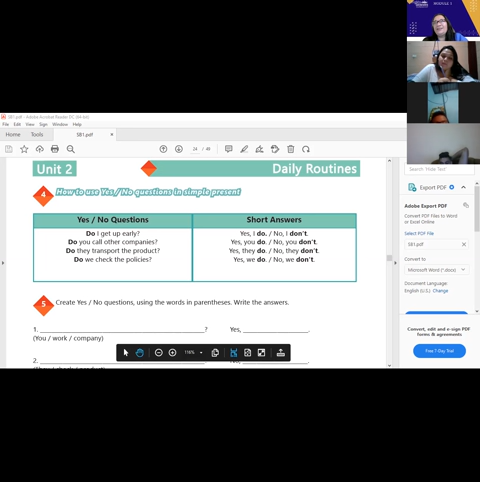 MODULE 2
SB1.pdf - Adobe Acrobat Reader DC (64-bit)
File Edit View Sign Window Help
Home Tools SB1.pdf ×
24 / 48
Search "Hide Text"
Export PDF
Adobe Export PDF
Convert PDF Files to Word
or Excel Online
Select PDF File
SB1.pdf
Convert to
Microsoft Word (*.docx)
Document Language:
English (U.S.) Change
Convert, edit and e-sign PDF
forms & agreements
Free 7-Day Trial
Unit 2 Daily Routines
4 How to use Yes / No questions in simple present
Yes / No Questions Short Answers
Do I get up early? Yes, I do. / No, I don't.
Do you call other companies? Yes, you do. / No, you don't.
Do they transport the product? Yes, they do. / No, they don't.
Do we check the policies? Yes, we do. / No, we don't.
5 Create Yes / No questions, using the words in parentheses. Write the answers.
1. ? Yes, .
(You / work / company)
116%
2.